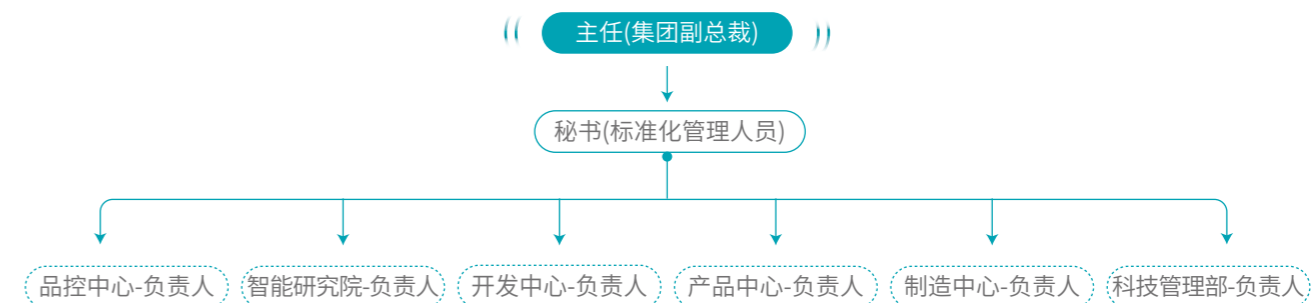 主任(集团副总裁)
秘书(标准化管理人员)
品控中心-负责人
智能研究院-负责人
开发中心-负责人
产品中心-负责人
制造中心-负责人
科技管理部-负责人